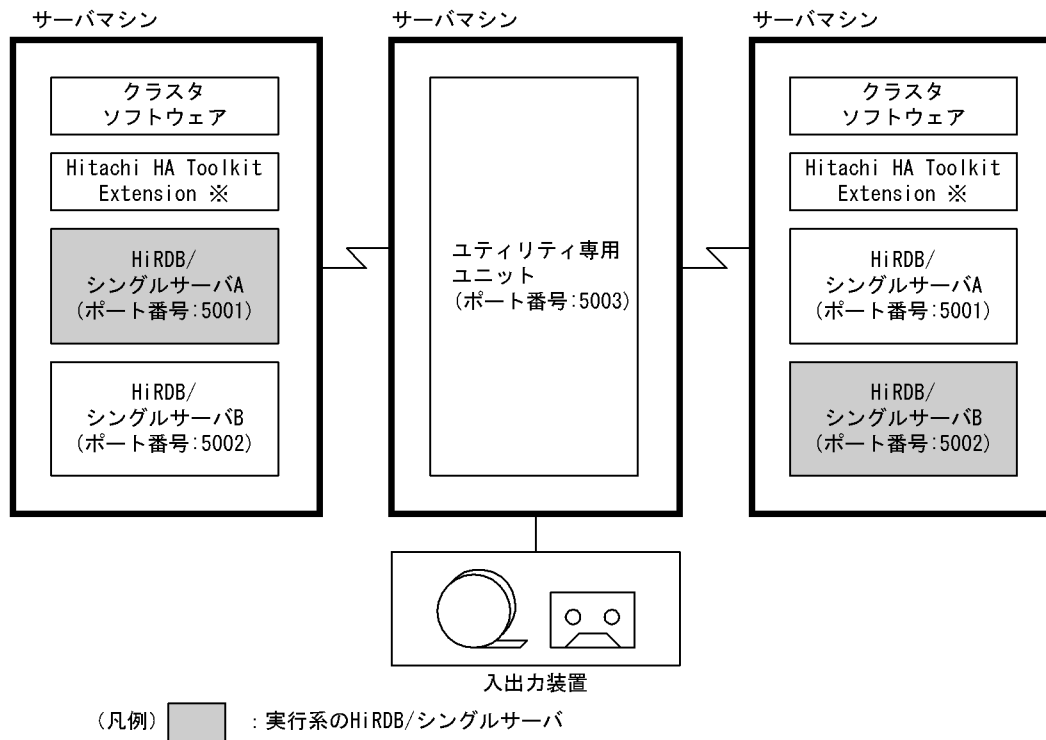 サーバマシン
クラスタ
ソフトウェア
Hitachi HA Toolkit
Extension ※
HiRDB/
シングルサーバA
(ポート番号:5001)
HiRDB/
シングルサーバB
(ポート番号:5002)
サーバマシン
ユティリティ専用
ユニット
(ポート番号:5003)
サーバマシン
クラスタ
ソフトウェア
Hitachi HA Toolkit
Extension ※
HiRDB/
シングルサーバA
(ポート番号:5001)
HiRDB/
シングルサーバB
(ポート番号:5002)
入出力装置
(凡例) :実行系のHiRDB/シングルサーバ